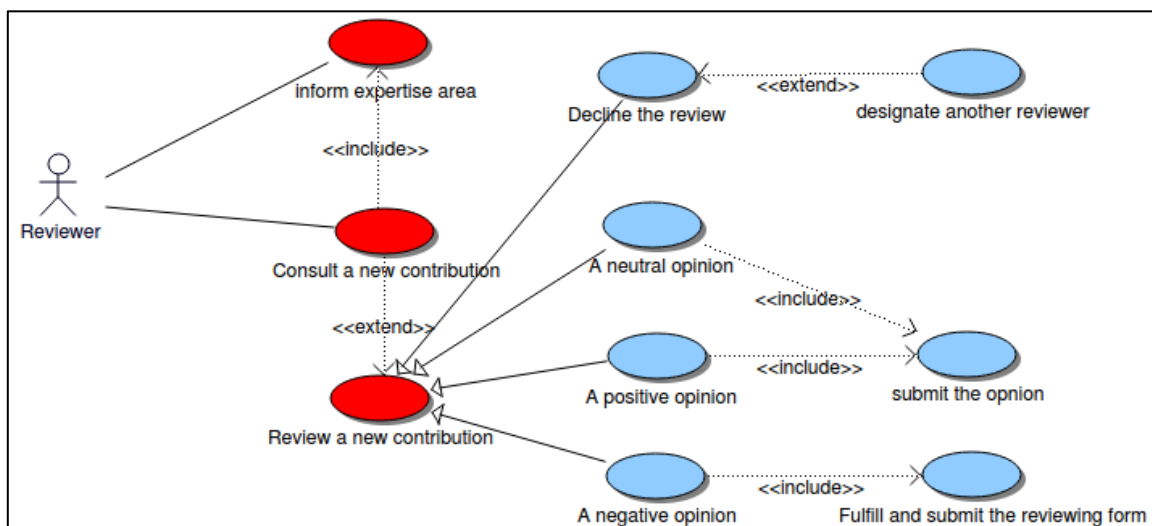 inform expertise area
Decline the review
<<extend>>
designate another reviewer
<<include>>
Reviewer
Consult a new contribution
A neutral opinion
<<include>>
<<extend>>
A positive opinion
<<include>>
submit the opnion
Review a new contribution
A negative opinion
<<include>>
Fulfill and submit the reviewing form